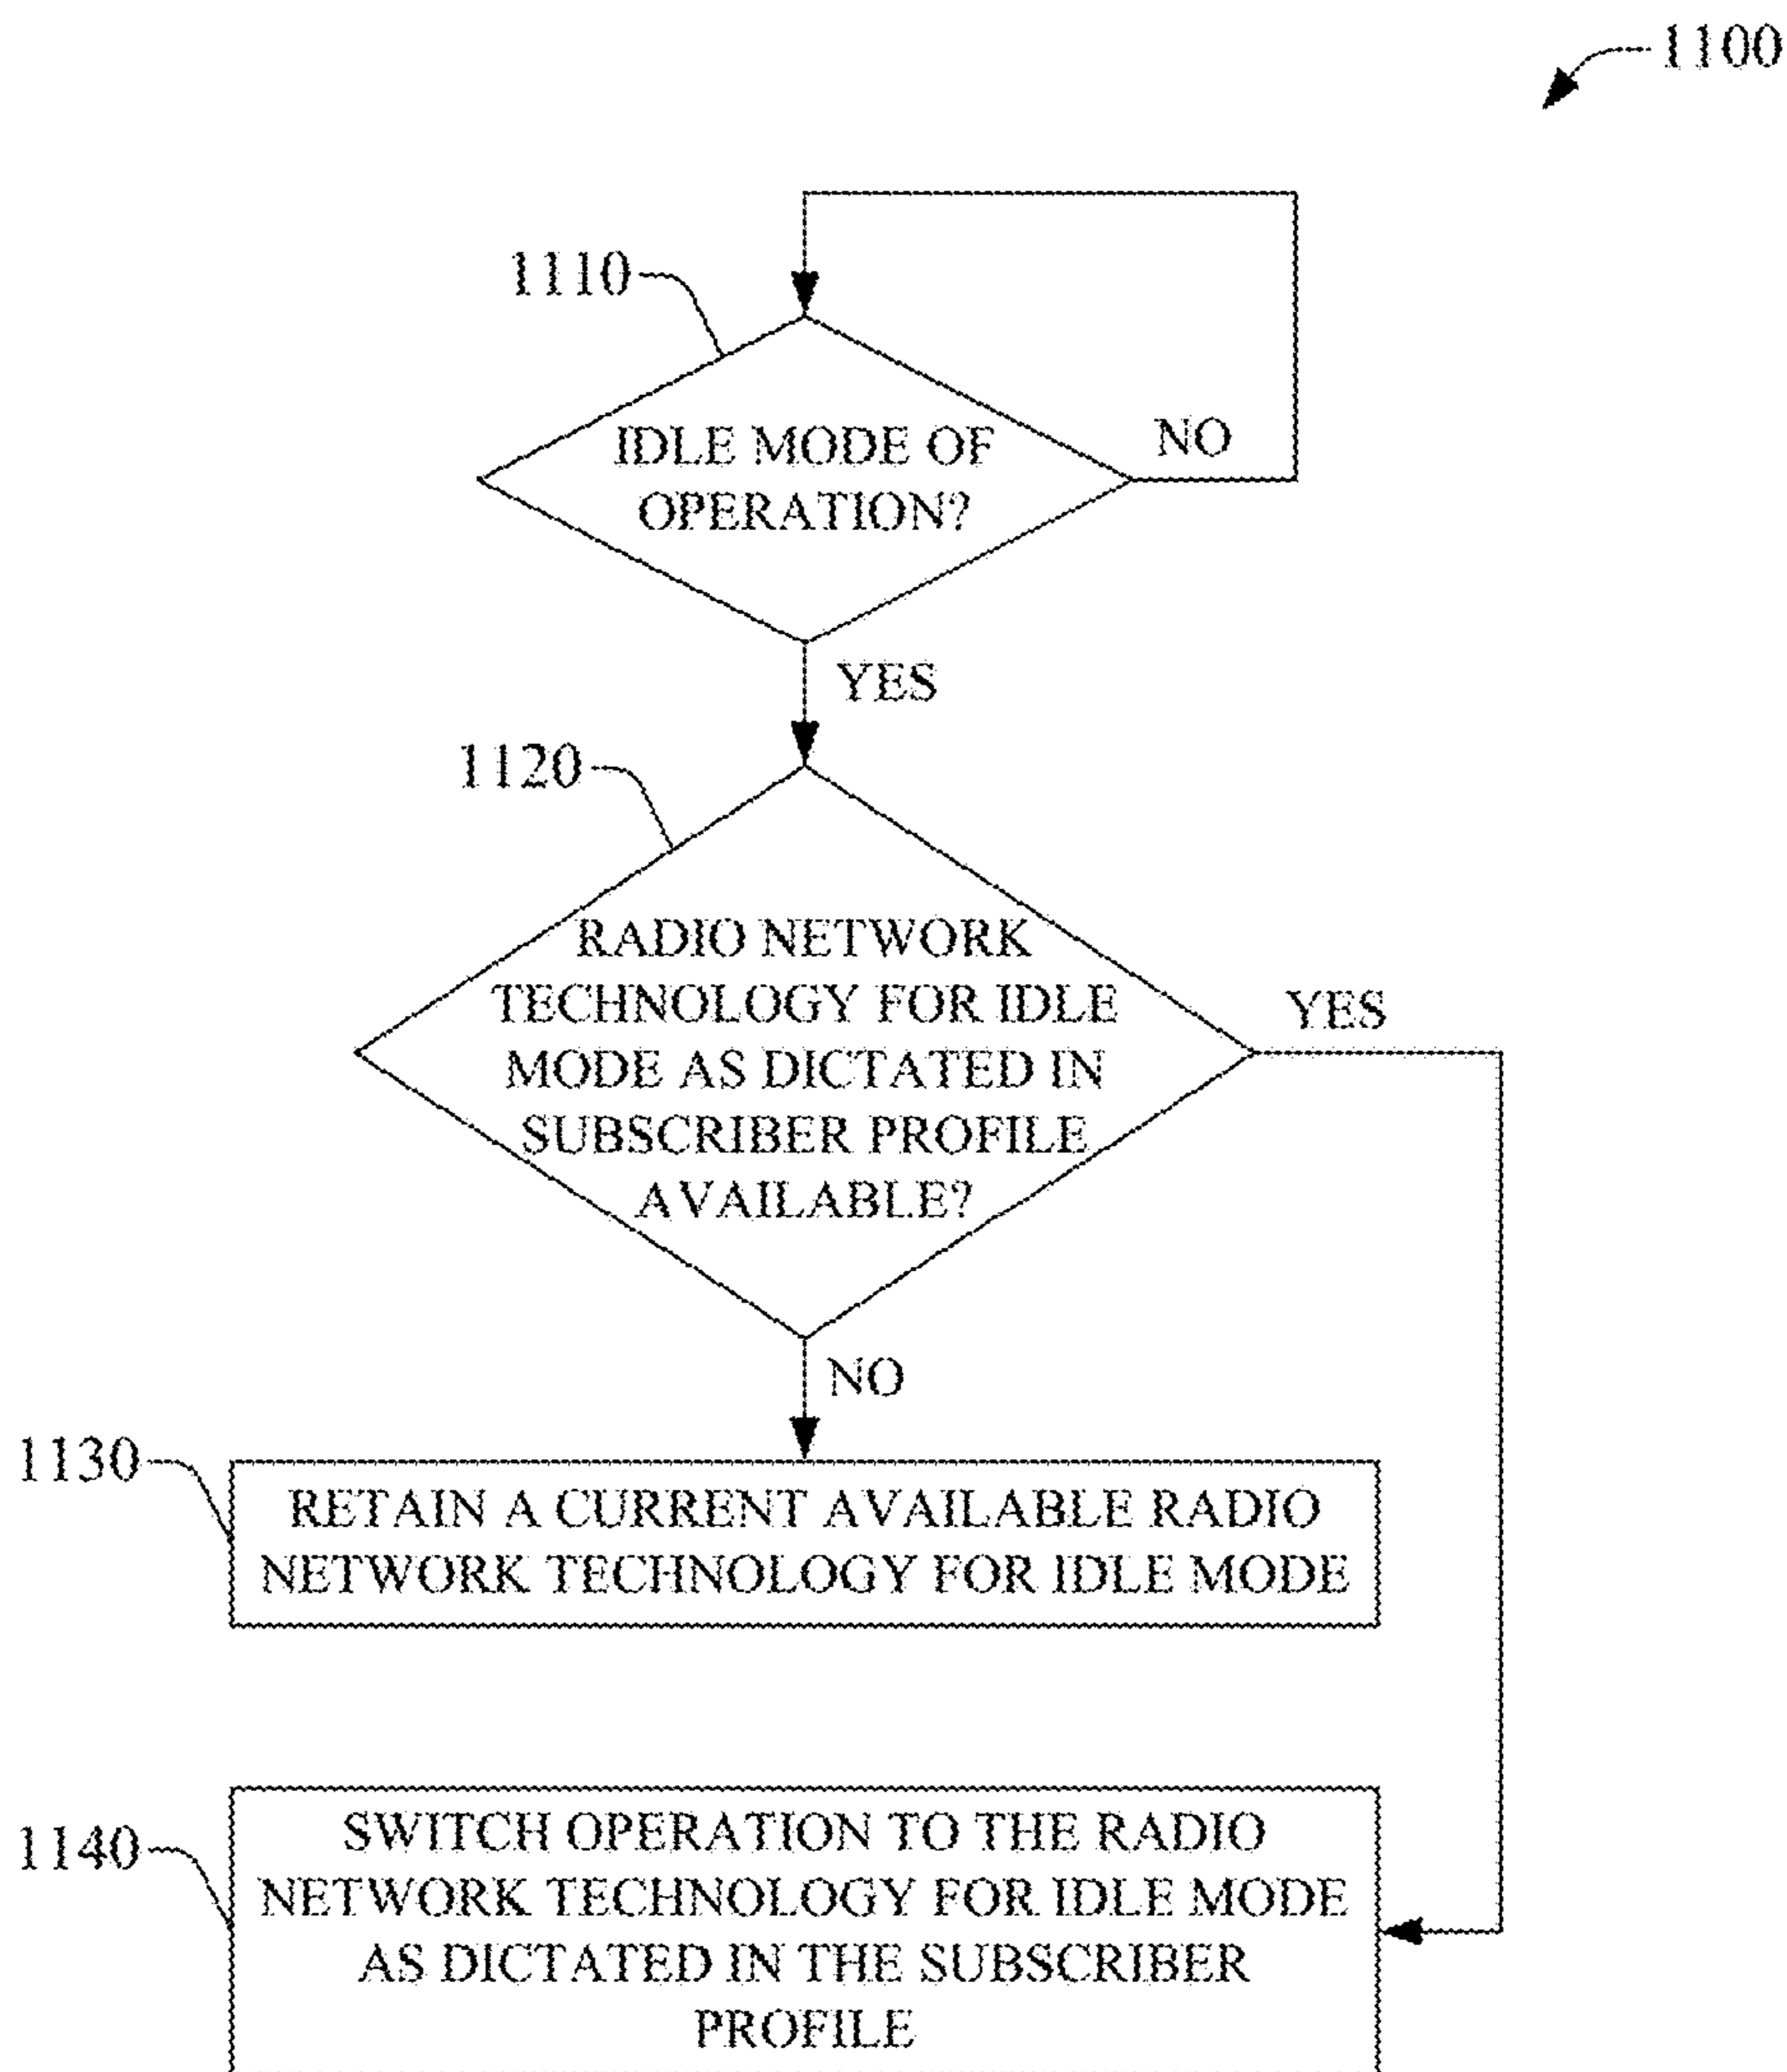 1100
1110
IDLE MODE OF
OPERATION?
NO
YES
1120
RADIO NETWORK
TECHNOLOGY FOR IDLE
MODE AS DICTATED IN
SUBSCRIBER PROFILE
AVAILABLE?
YES
NO
1130
RETAIN A CURRENT AVAILABLE RADIO
NETWORK TECHNOLOGY FOR IDLE MODE
1140
SWITCH OPERATION TO THE RADIO
NETWORK TECHNOLOGY FOR IDLE MODE
AS DICTATED IN THE SUBSCRIBER
PROFILE